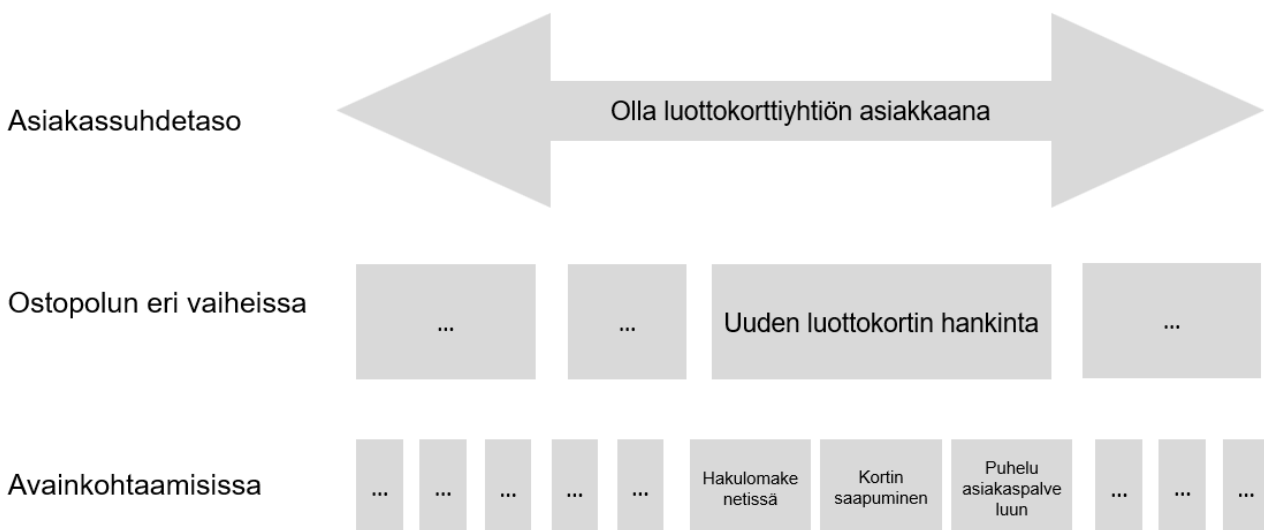 Asiakassuhdetaso
Olla luottokorttiyhtiön asiakkaana
Ostopolun eri vaiheissa
...
...
Uuden luottokortin hankinta
...
Avainkohtaamisissa
...
...
...
...
...
Hakulomake
netissä
Kortin
saapuminen
Puhelu
asiakaspalve
luun
...
...
...